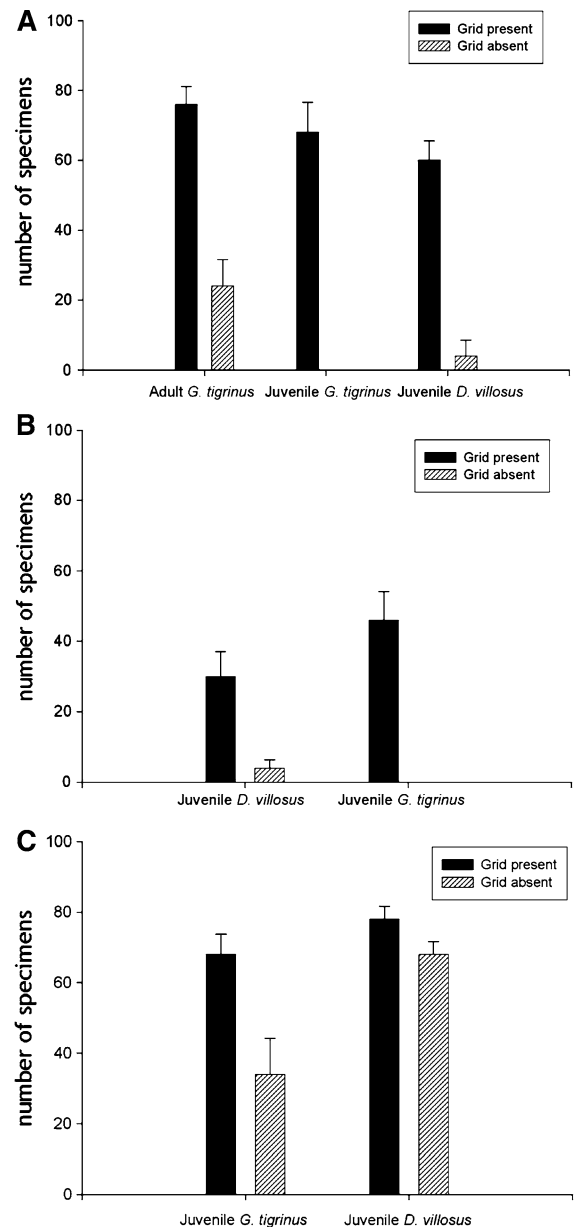 A
100
80
60
40
20
0
number of specimens
Grid present
Grid absent
Adult G. tigrinus
Juvenile G. tigrinus
Juvenile D. villosus
B
100
80
60
40
20
0
number of specimens
Grid present
Grid absent
Juvenile D. villosus
Juvenile G. tigrinus
C
100
80
60
40
20
0
number of specimens
Grid present
Grid absent
Juvenile G. tigrinus
Juvenile D. villosus